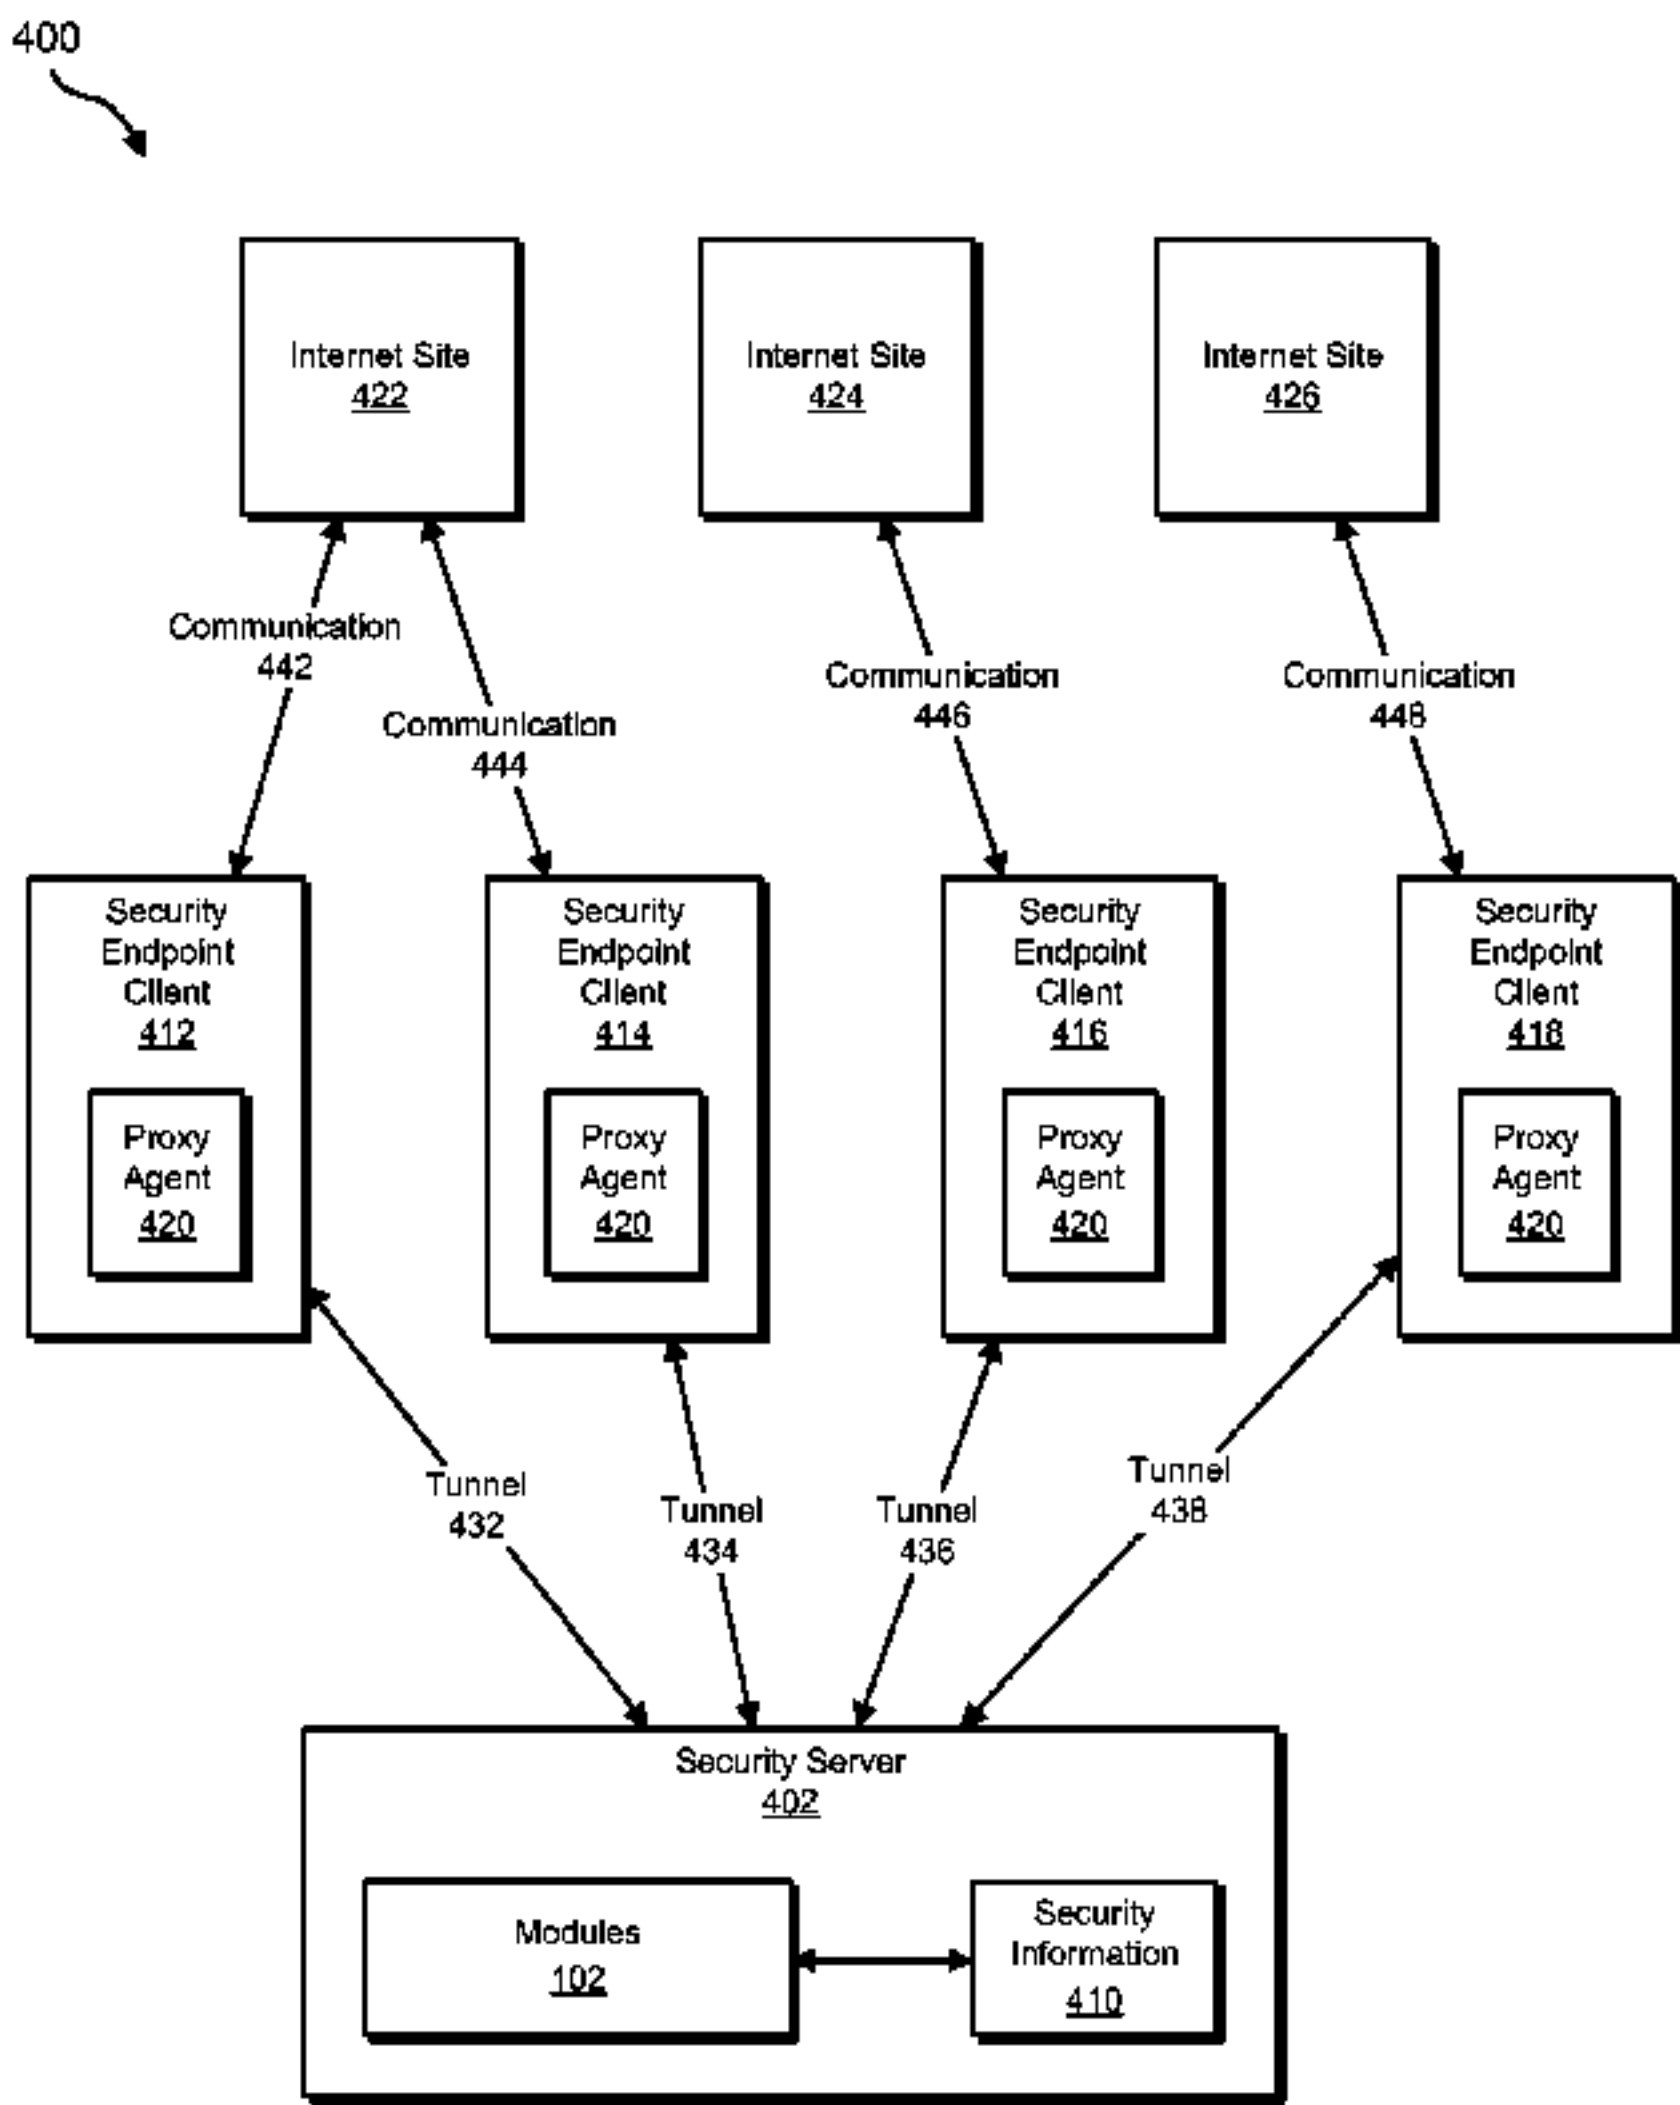 400
Internet Site
422
Internet Site
424
Internet Site
426
Communication
442
Communication
444
Communication
446
Communication
448
Security
Endpoint
Client
412
Proxy
Agent
420
Security
Endpoint
Client
414
Proxy
Agent
420
Security
Endpoint
Client
416
Proxy
Agent
420
Security
Endpoint
Client
418
Proxy
Agent
420
Tunnel
432
Tunnel
434
Tunnel
436
Tunnel
438
Security Server
402
Modules
102
Security
Information
410